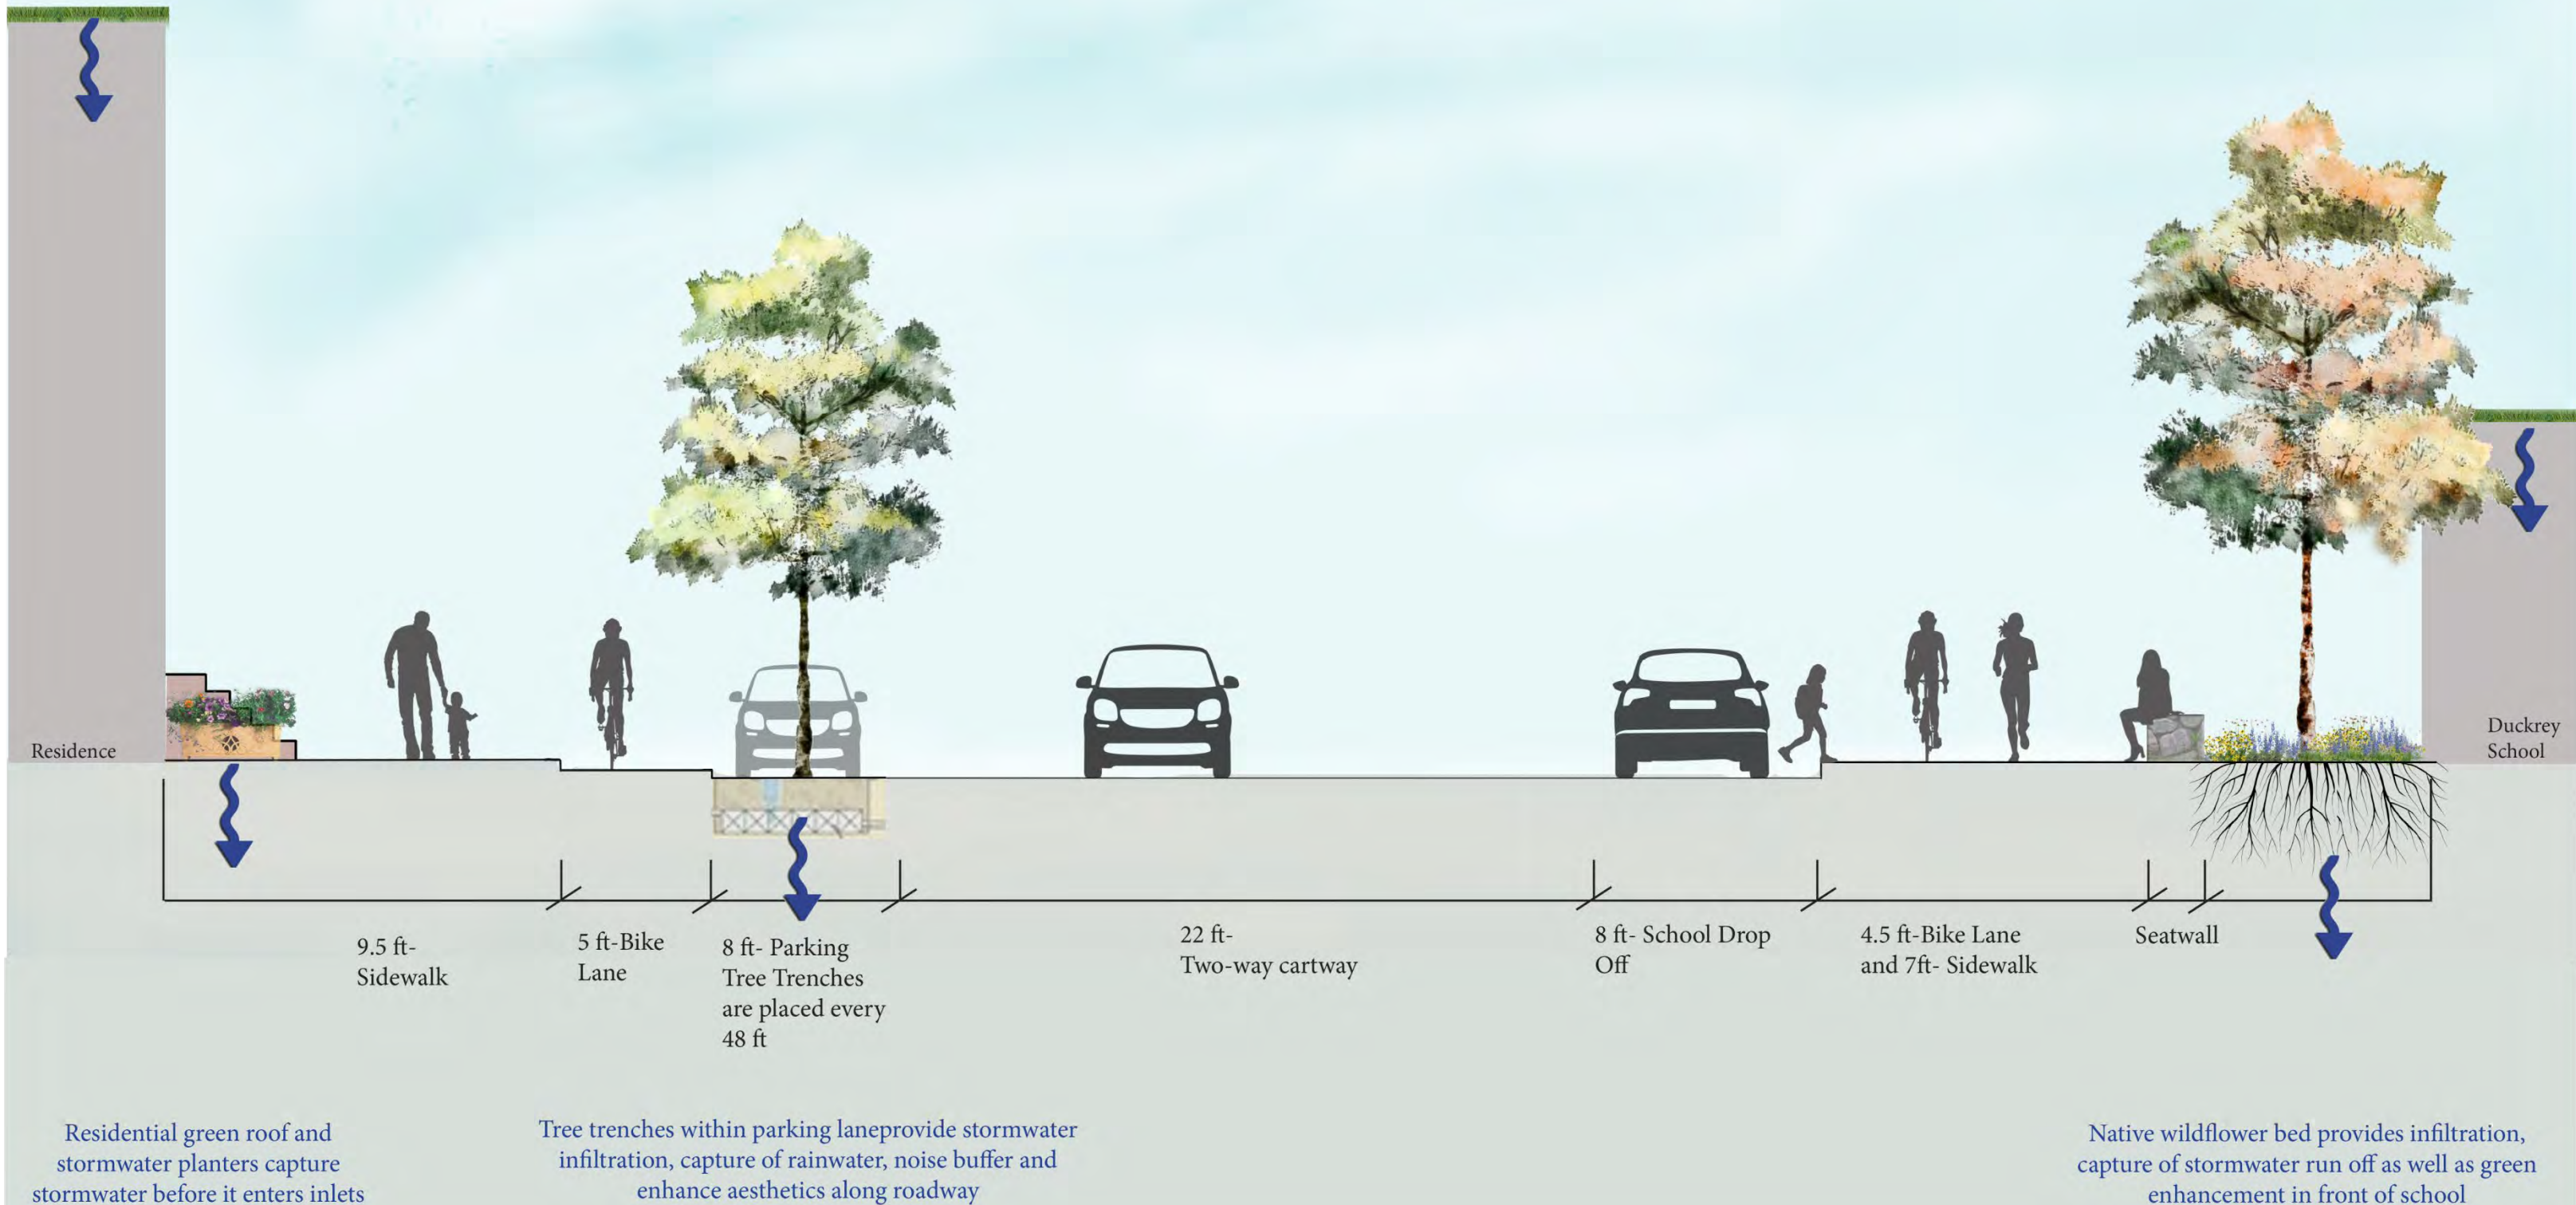 Residence
Duckrey
School
9.5 ft-
Sidewalk
5 ft-Bike
Lane
8 ft- Parking
Tree Trenches
are placed every
48 ft
22 ft-
Two-way cartway
8 ft- School Drop
Off
4.5 ft-Bike Lane
and 7ft- Sidewalk
Seatwall
Residential green roof and
stormwater planters capture
stormwater before it enters inlets
Tree trenches within parking laneprovide stormwater
infiltration, capture of rainwater, noise buffer and
enhance aesthetics along roadway
Native wildflower bed provides infiltration,
capture of stormwater run off as well as green
enhancement in front of school